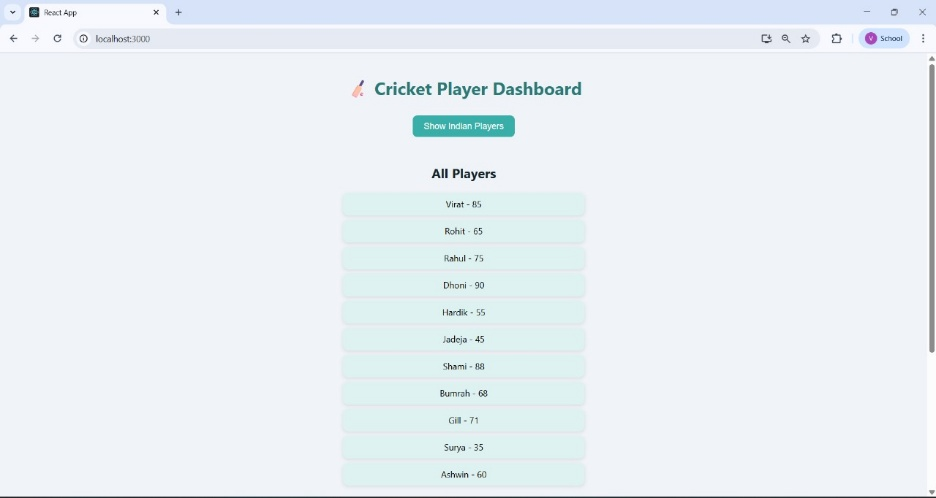 React App
localhost:3000
V School
Cricket Player Dashboard
Show Indian Players
All Players
Virat - 85
Rohit - 65
Rahul - 75
Dhoni - 90
Hardik - 55
Jadeja - 45
Shami - 88
Bumrah - 68
Gill - 71
Surya - 35
Ashwin - 60